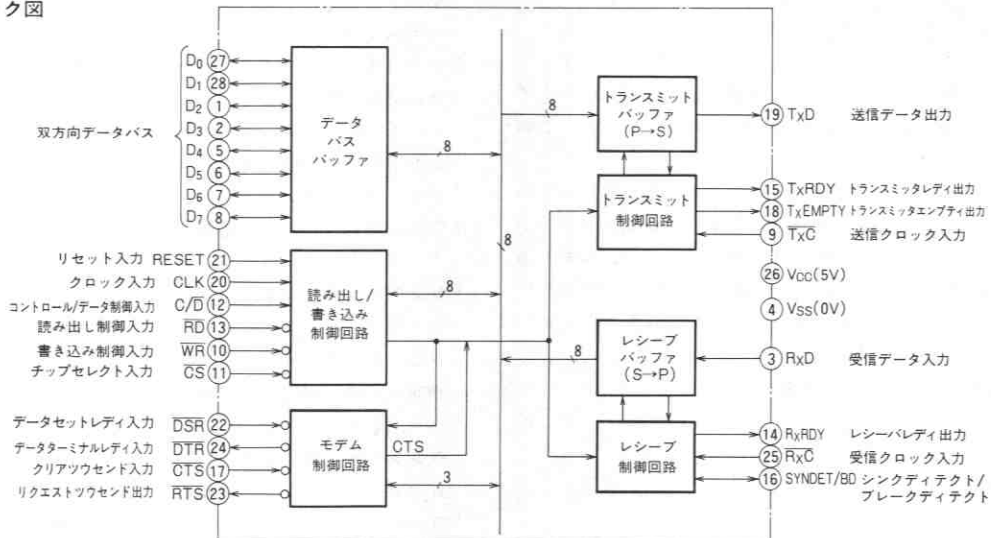 ク図
双方向データバス
D0 27
D1 28
D2 1
D3 2
D4 5
D5 6
D6 7
D7 8
データ
バス
バッファ
8
リセット入力 RESET 21
クロック入力 CLK 20
コントロール/データ制御入力 C/D̅ 12
読み出し制御入力 R̅D̅ 13
書き込み制御入力 W̅R̅ 10
チップセレクト入力 C̅S̅ 11
読み出し/
書き込み
制御回路
8
データセットレディ入力 D̅S̅R̅ 22
データターミナルレディ入力 D̅T̅R̅ 24
クリアツウセンド入力 C̅T̅S̅ 17
リクエストツウセンド出力 R̅T̅S̅ 23
モデム
制御回路
CTS
3
8
8
トランスミット
バッファ
(P→S)
19 TxD 送信データ出力
トランスミット
制御回路
15 TxRDY トランスミッタレディ出力
18 TxEMPTY トランスミッタエンプティ出力
9 T̅x̅C̅ 送信クロック入力
26 VCC(5V)
4 VSS(0V)
8
レシーブ
バッファ
(S→P)
3 RxD 受信データ入力
レシーブ
制御回路
14 RxRDY レシーバレディ出力
25 R̅x̅C̅ 受信クロック入力
16 SYNDET/BD シンクディテクト/
ブレークディテクト